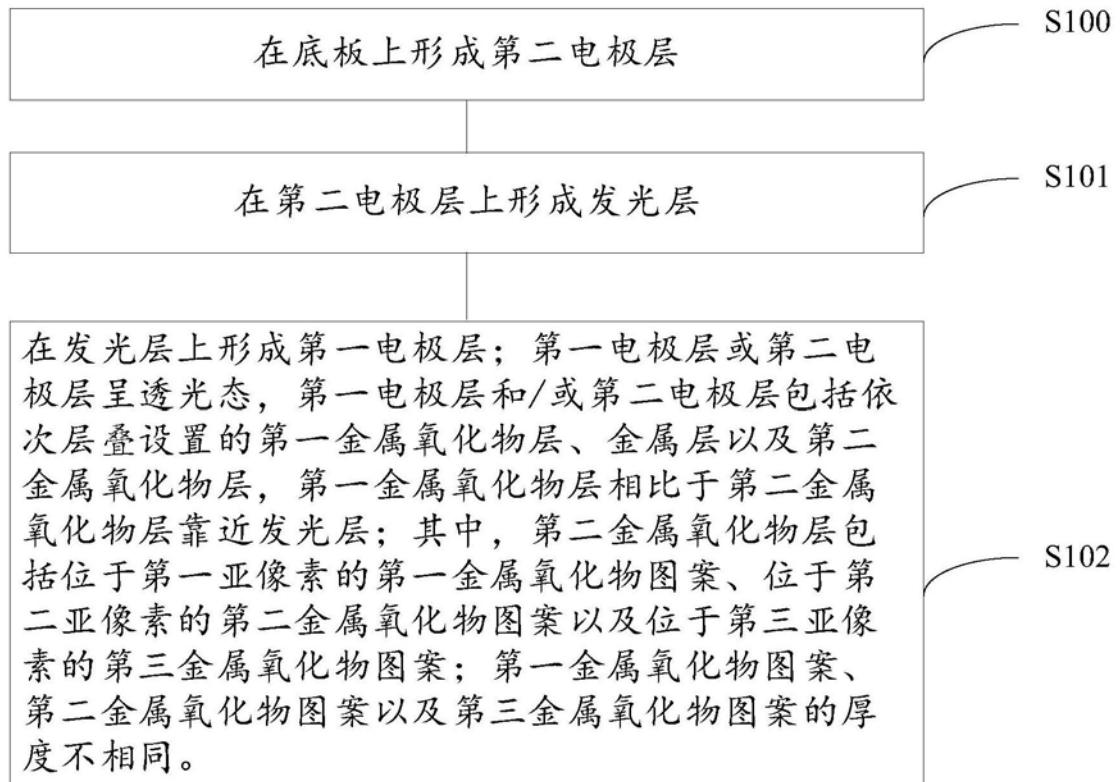 在底板上形成第二电极层
S100
在第二电极层上形成发光层
S101
在发光层上形成第一电极层；第一电极层或第二电
极层呈透光态，第一电极层和/或第二电极层包括依
次层叠设置的第一金属氧化物层、金属层以及第二
金属氧化物层，第一金属氧化物层相比于第二金属
氧化物层靠近发光层；其中，第二金属氧化物层包
括位于第一亚像素的第一金属氧化物图案、位于第
二亚像素的第二金属氧化物图案以及位于第三亚像
素的第三金属氧化物图案；第一金属氧化物图案、
第二金属氧化物图案以及第三金属氧化物图案的厚
度不相同。
S102